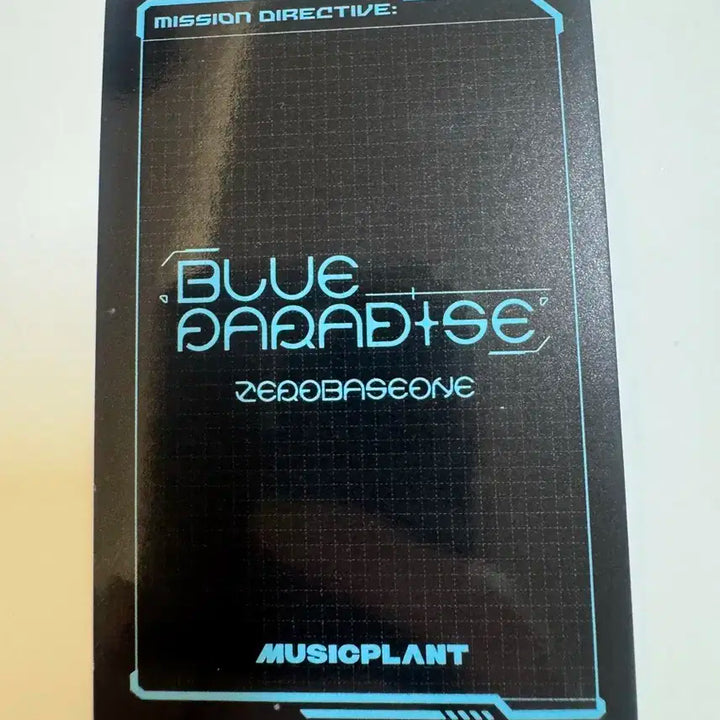 MISSION DIRECTIVE:
BLUE
PARADISE
ZEROBASEONE
MUSICPLANT